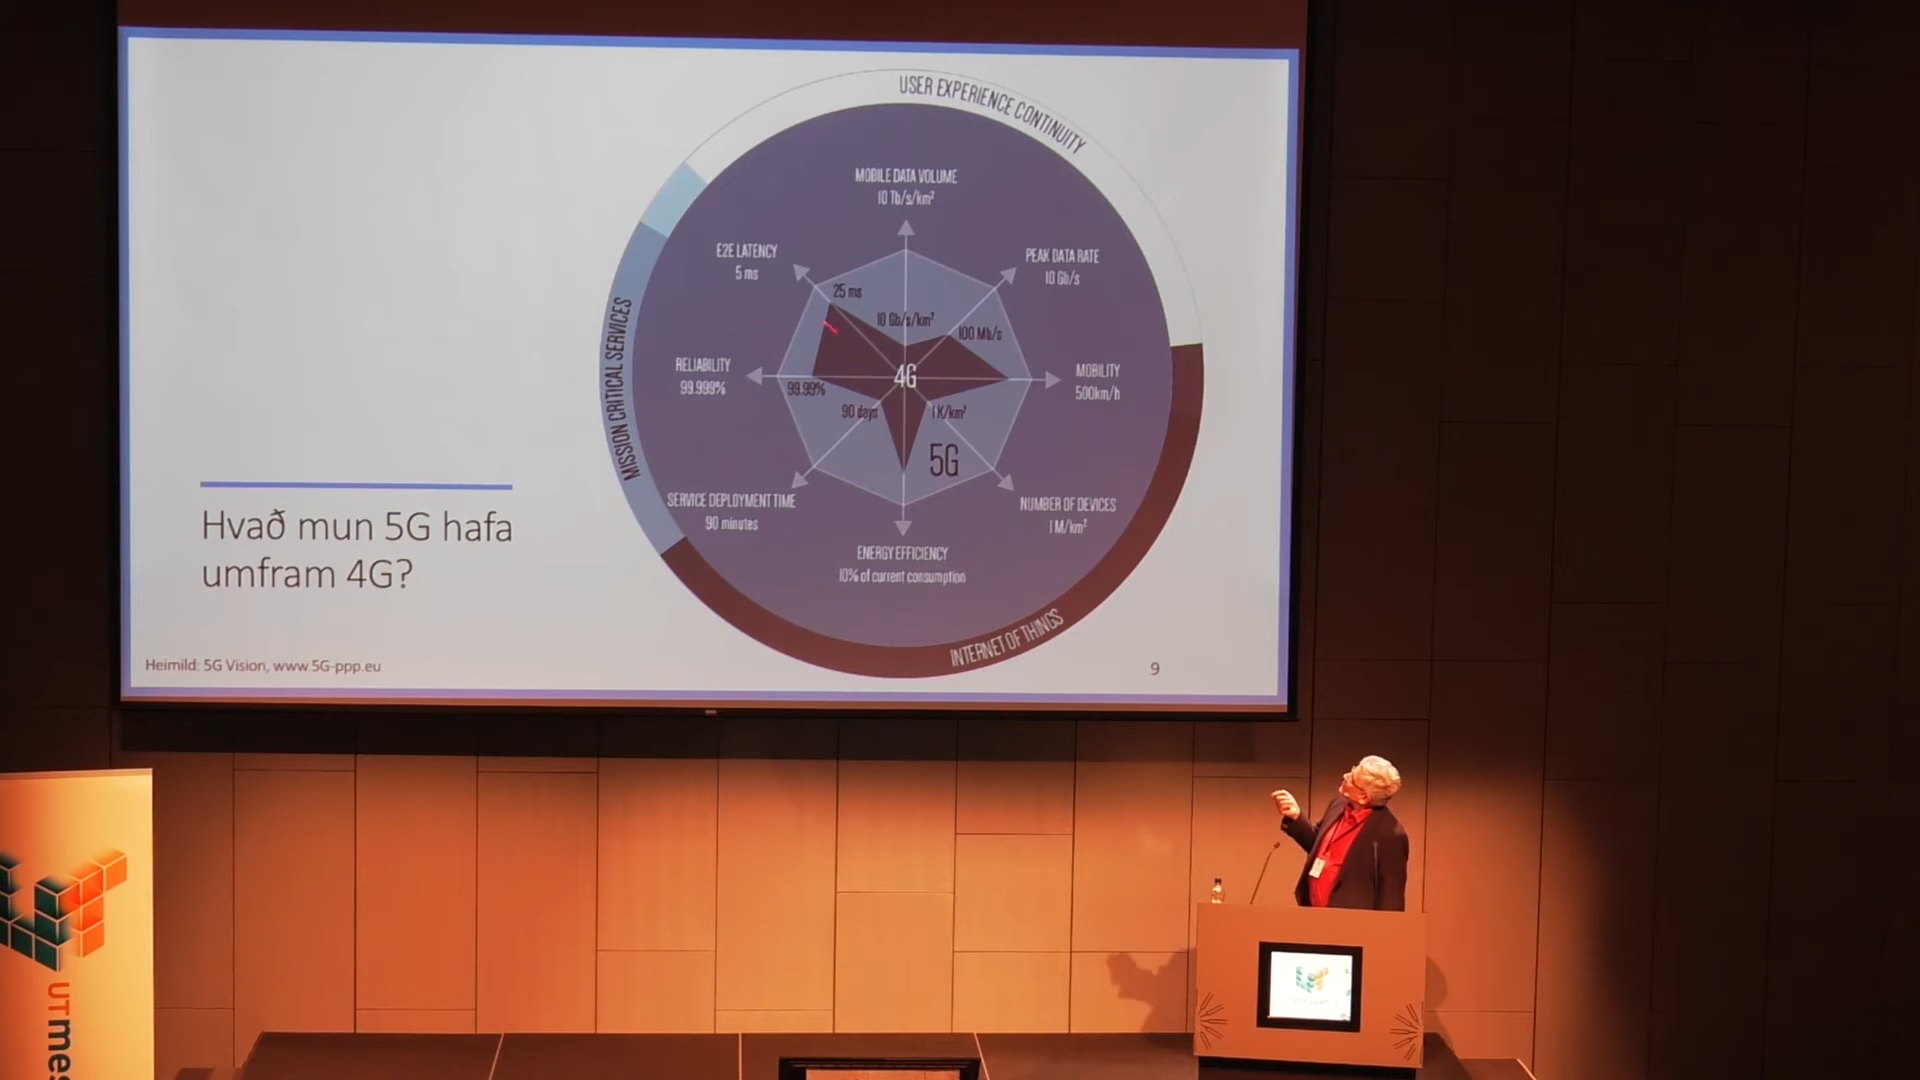 USER EXPERIENCE CONTINUITY
MOBILE DATA VOLUME
10 Tb/s/km²
E2E LATENCY
5 ms
PEAK DATA RATE
10 Gb/s
25 ms
10 Gb/s/km²
100 Mb/s
MISSION CRITICAL SERVICES
RELIABILITY
99.999%
4G
MOBILITY
500km/h
99.99%
90 days
1 K/km²
5G
SERVICE DEPLOYMENT TIME
90 minutes
NUMBER OF DEVICES
1 M/km²
ENERGY EFFICIENCY
10% of current consumption
INTERNET OF THINGS
Hvað mun 5G hafa
umfram 4G?
Heimild: 5G Vision, www.5G-ppp.eu
9
UTmes